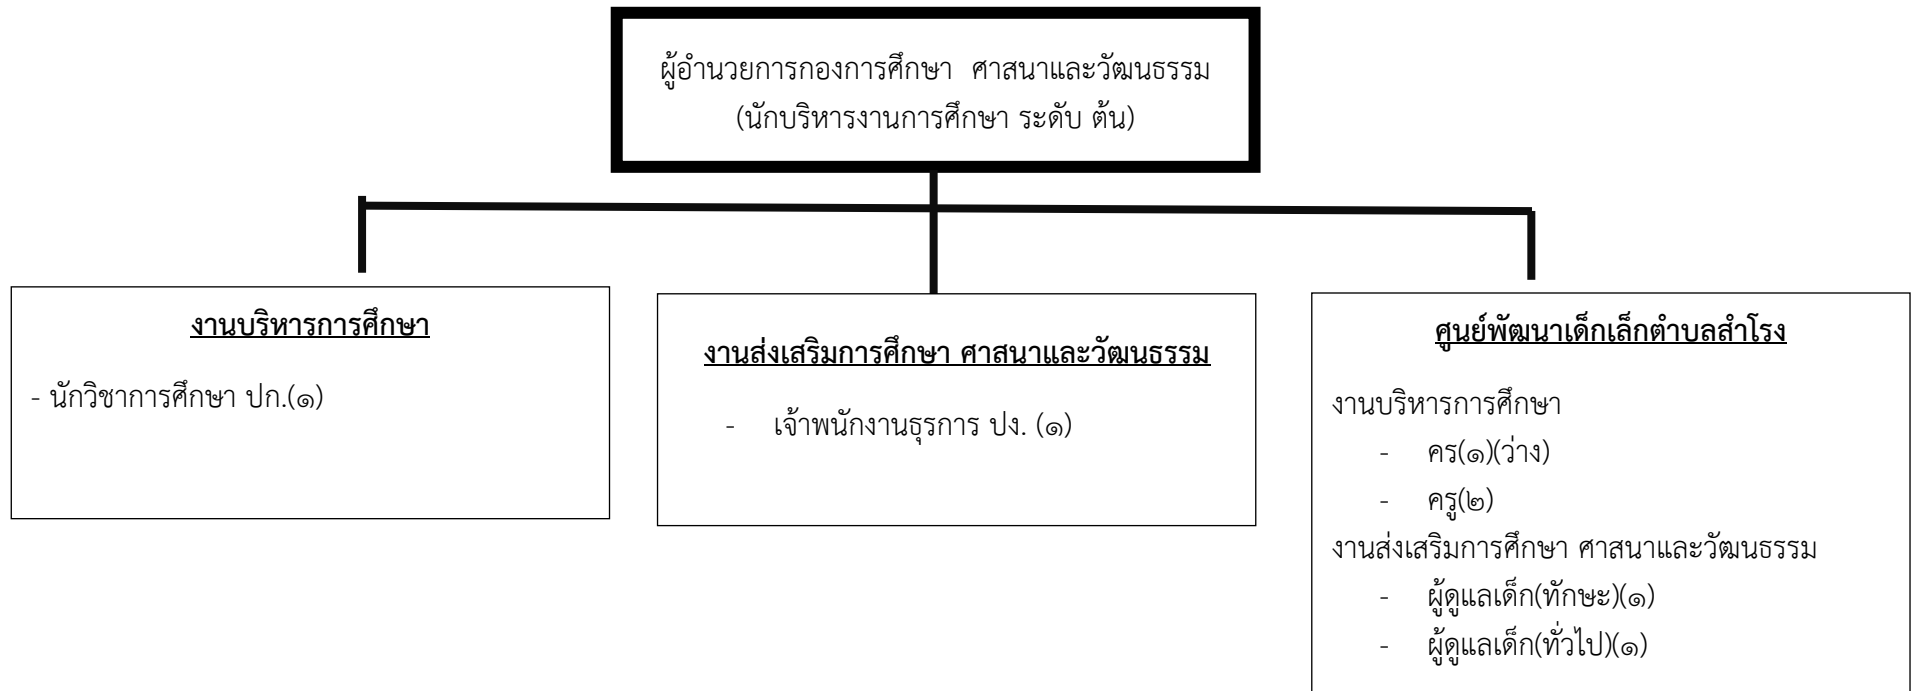 ผู้อำนวยการกองการศึกษา ศาสนาและวัฒนธรรม
(นักบริหารงานการศึกษา ระดับ ต้น)
งานบริหารการศึกษา
- นักวิชาการศึกษา ปก.(๑)
งานส่งเสริมการศึกษา ศาสนาและวัฒนธรรม
- เจ้าพนักงานธุรการ ปง. (๑)
ศูนย์พัฒนาเด็กเล็กตำบลสำโรง
งานบริหารการศึกษา
- คร(๑)(ว่าง)
- ครู(๒)
งานส่งเสริมการศึกษา ศาสนาและวัฒนธรรม
- ผู้ดูแลเด็ก(ทักษะ)(๑)
- ผู้ดูแลเด็ก(ทั่วไป)(๑)